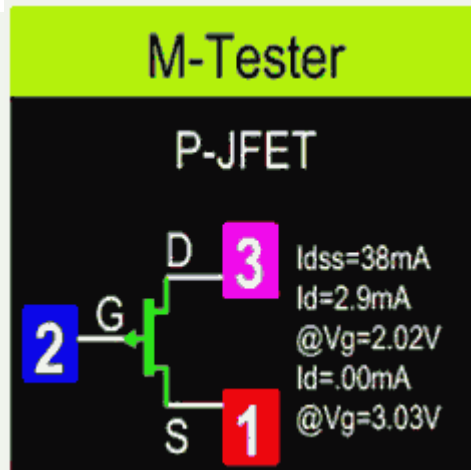 M-Tester
P-JFET
D
3
Idss=38mA
Id=2.9mA
2
G
@Vg=2.02V
Id=.00mA
S
1
@Vg=3.03V